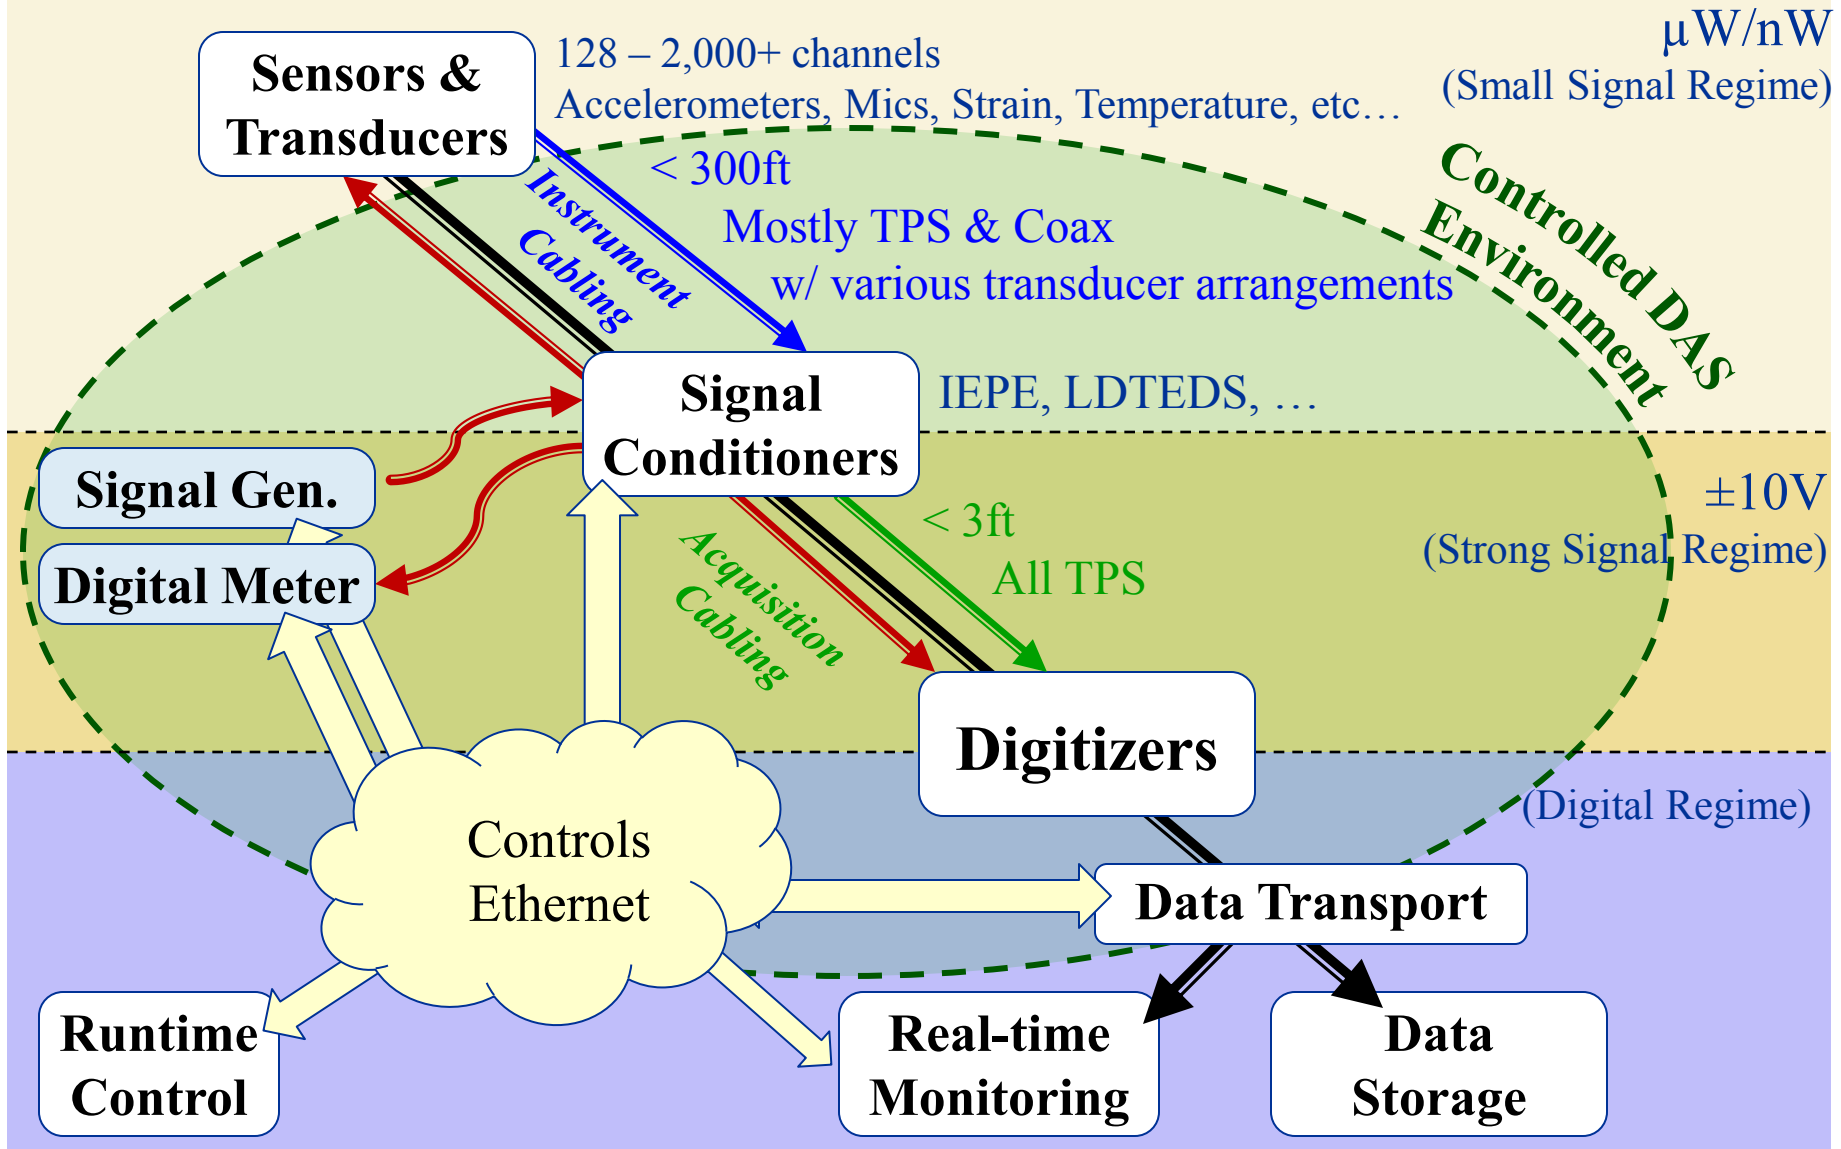 µW/nW
(Small Signal Regime)
Sensors &
Transducers
128 – 2,000+ channels
Accelerometers, Mics, Strain, Temperature, etc…
< 300ft
Mostly TPS & Coax
w/ various transducer arrangements
Instrument
Cabling
Controlled DAS
Environment
Signal
Conditioners
IEPE, LDTEDS, …
Signal Gen.
Digital Meter
±10V
(Strong Signal Regime)
< 3ft
All TPS
Acquisition
Cabling
Digitizers
(Digital Regime)
Controls
Ethernet
Data Transport
Runtime
Control
Real-time
Monitoring
Data
Storage